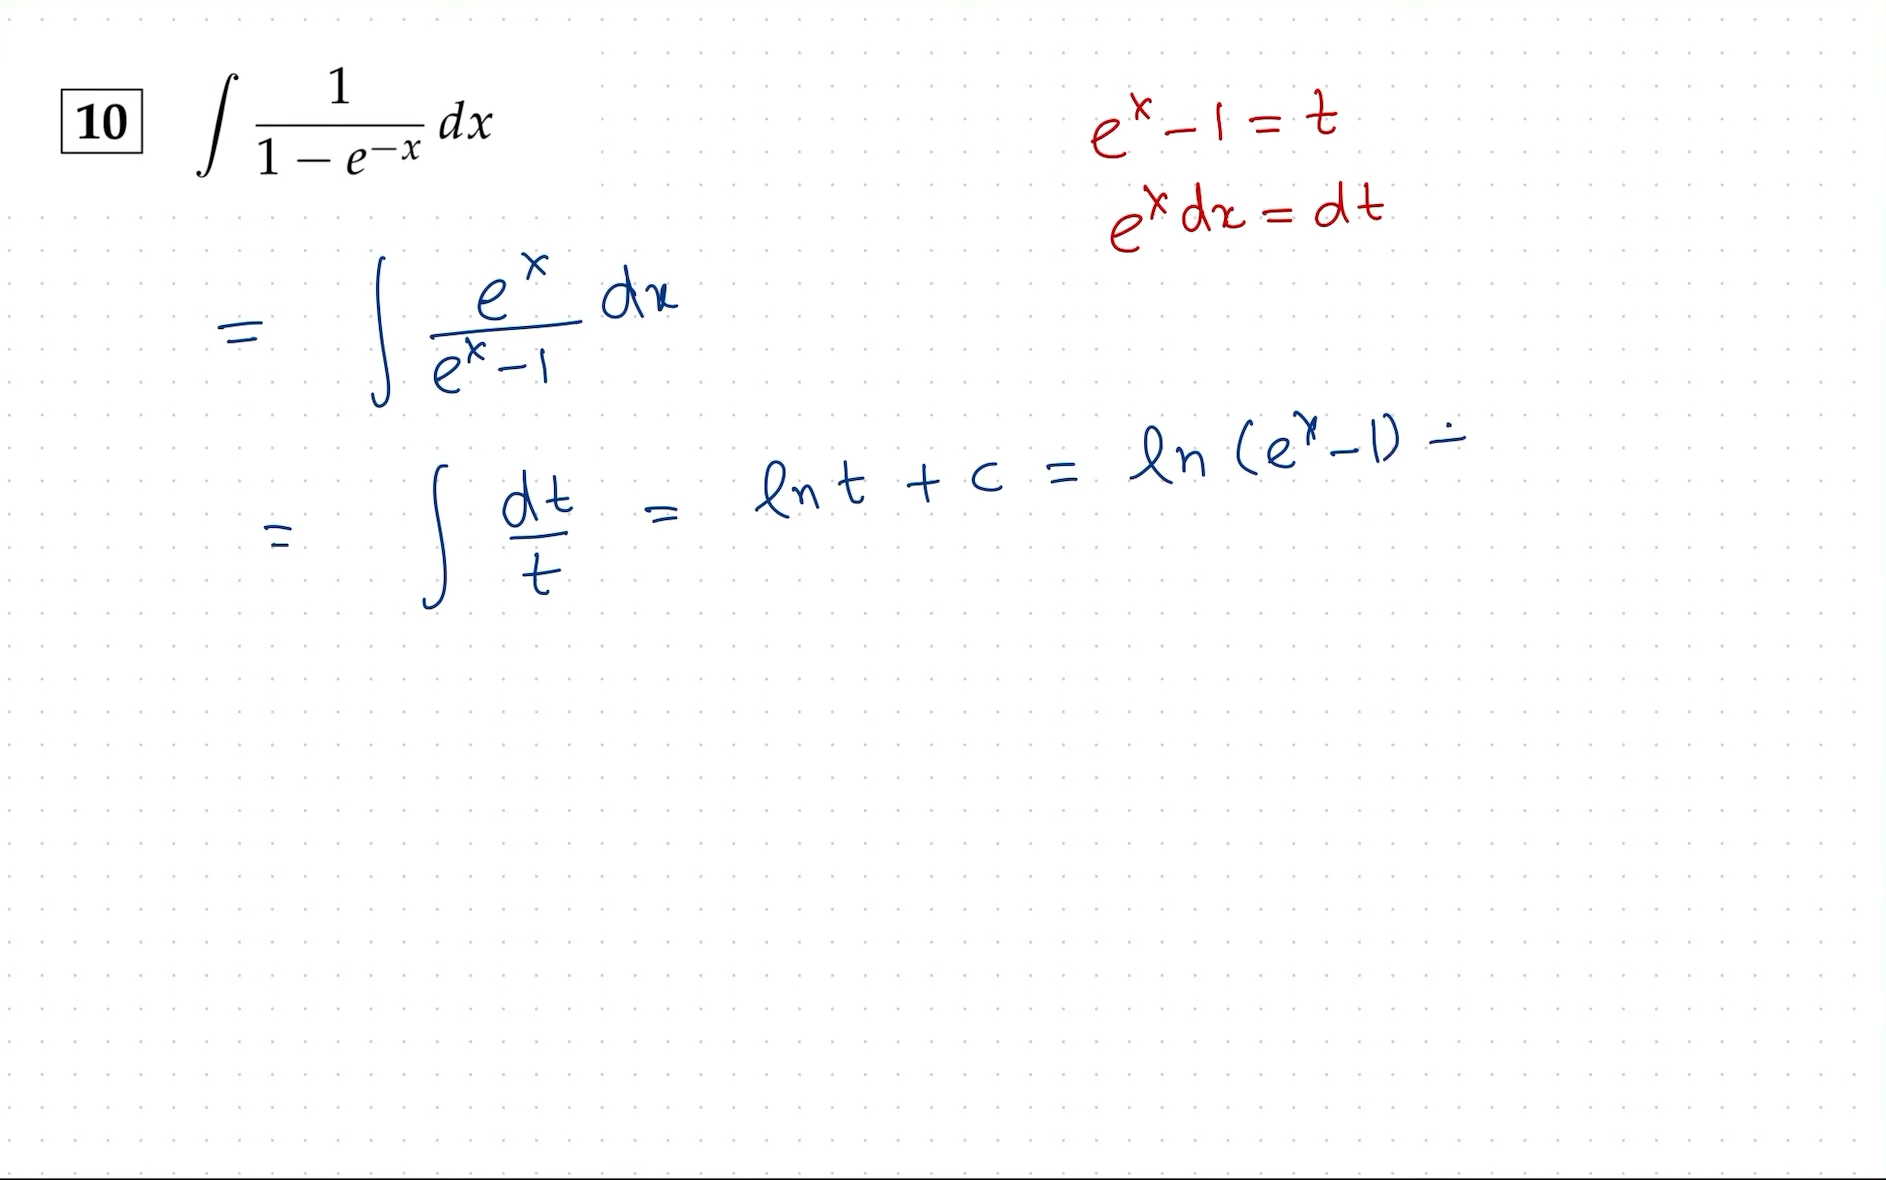 10 ∫ 1/(1 − e^(−x)) dx
e^x − 1 = t
e^x dx = dt
= ∫ e^x/(e^x − 1) dx
= ∫ dt/t = ln t + c = ln (e^x − 1)